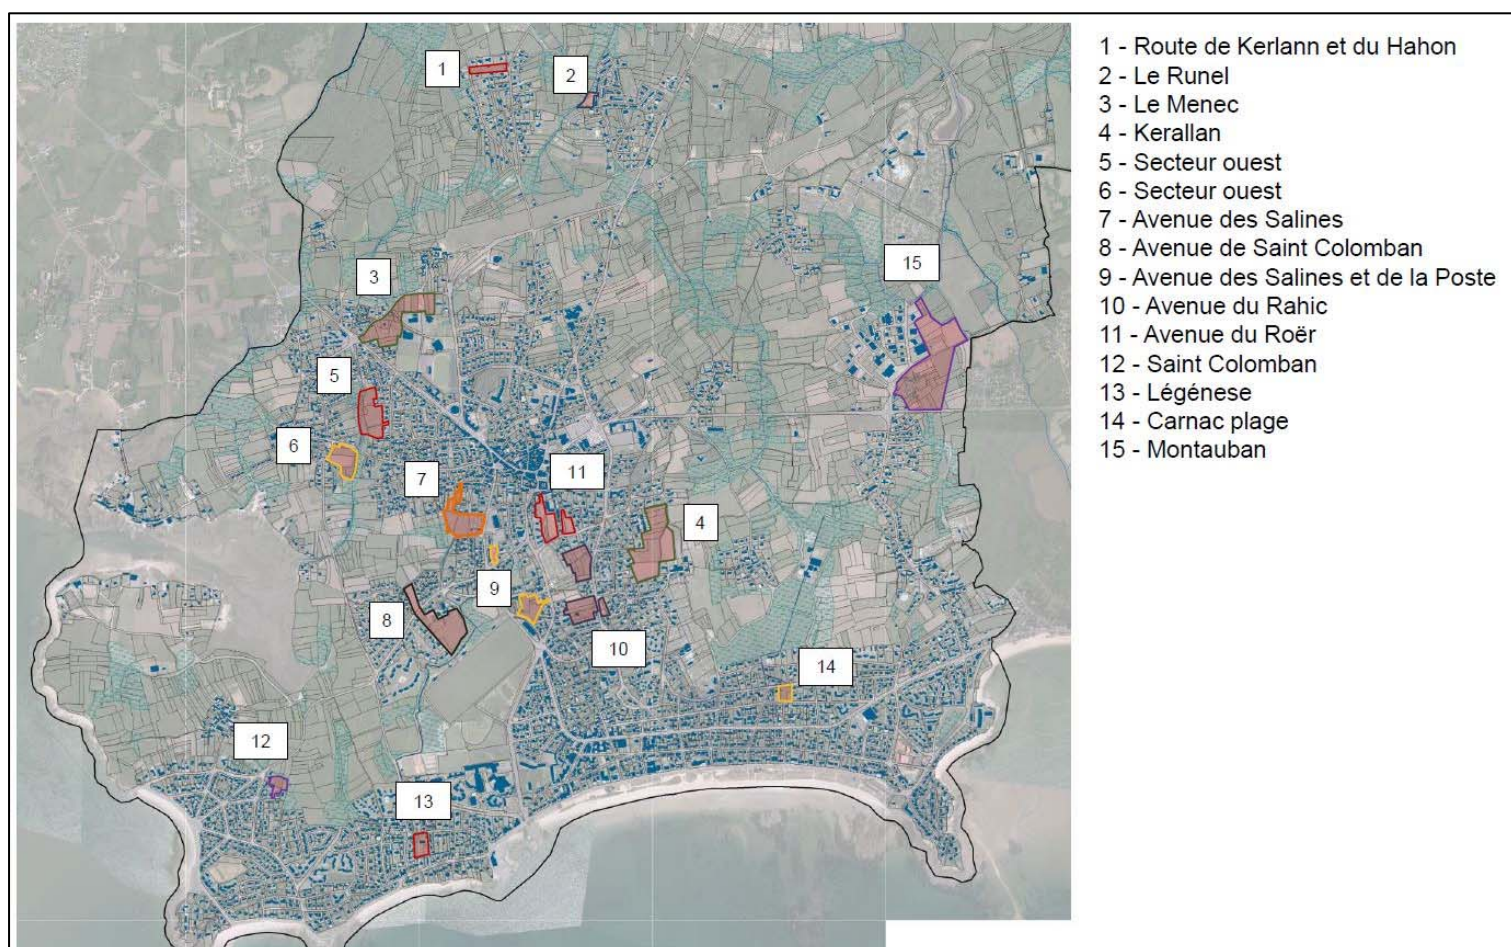 1 - Route de Kerlann et du Hahon
2 - Le Runel
3 - Le Menec
4 - Kerallan
5 - Secteur ouest
6 - Secteur ouest
7 - Avenue des Salines
8 - Avenue de Saint Colomban
9 - Avenue des Salines et de la Poste
10 - Avenue du Rahic
11 - Avenue du Roër
12 - Saint Colomban
13 - Légénese
14 - Carnac plage
15 - Montauban
1
2
15
3
5
6
7
11
4
9
8
10
14
12
13